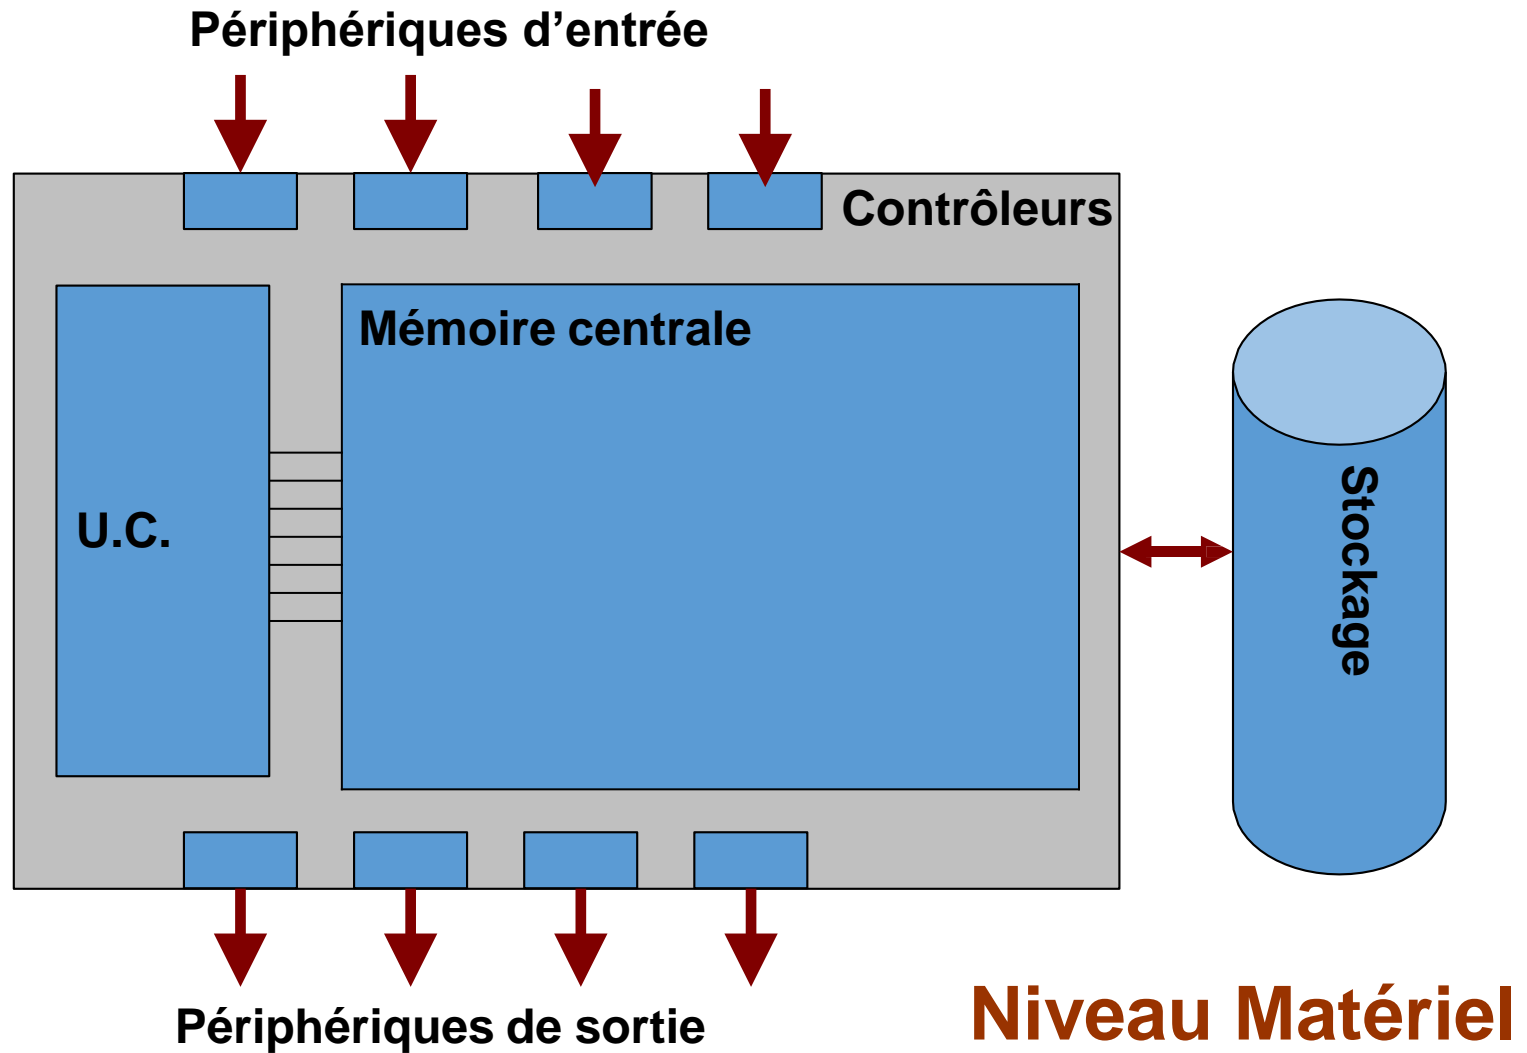 Périphériques d’entrée
Contrôleurs
Mémoire centrale
U.C.
Stockage
Périphériques de sortie
Niveau Matériel